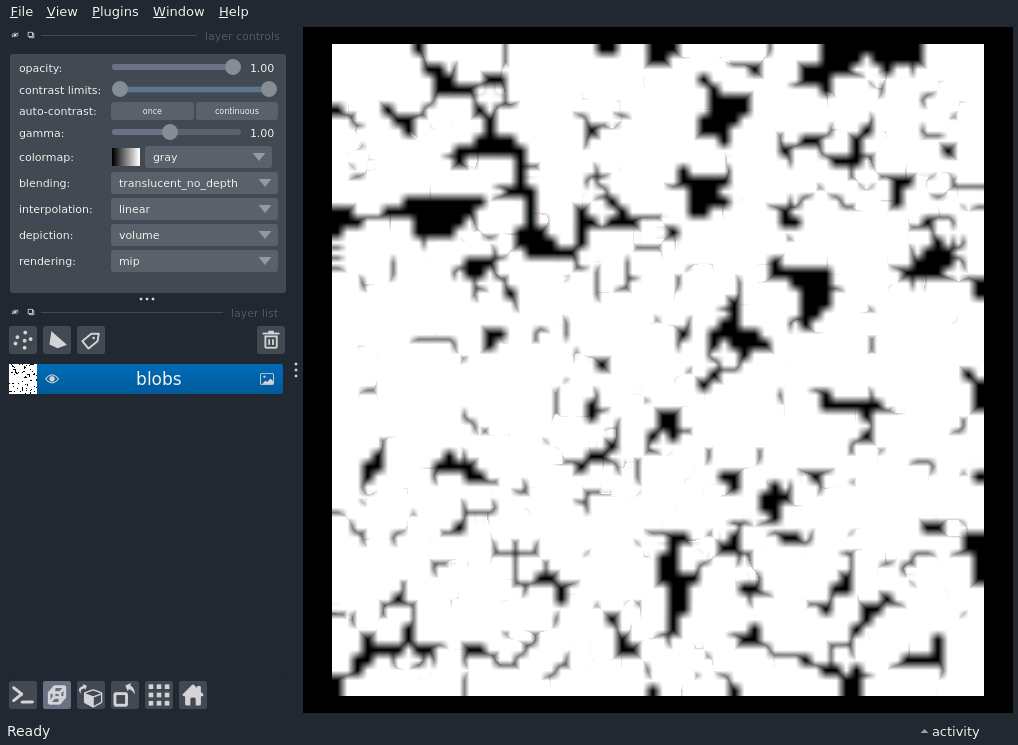 File View Plugins Window Help
layer controls
opacity: 1.00
contrast limits:
auto-contrast: once continuous
gamma: 1.00
colormap: gray
blending: translucent_no_depth
interpolation: linear
depiction: volume
rendering: mip
layer list
blobs
Ready activity